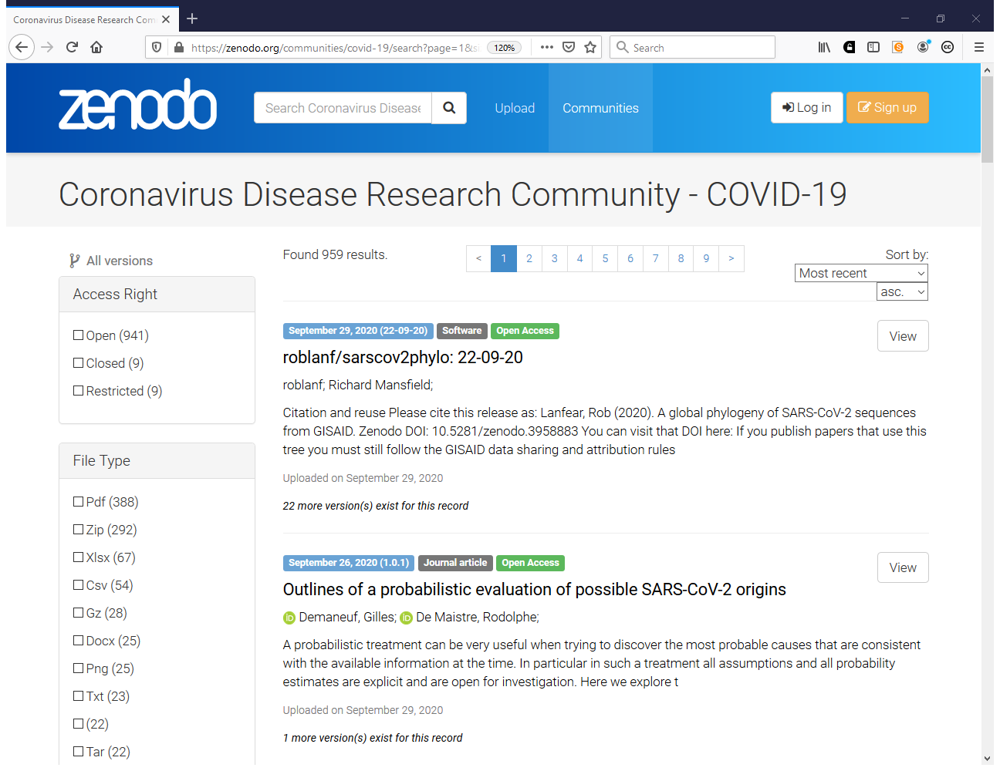 Coronavirus Disease Research Com
https://zenodo.org/communities/covid-19/search?page=1&s
120%
Search
zenodo
Search Coronavirus Disease
Upload
Communities
Log in
Sign up
Coronavirus Disease Research Community - COVID-19
All versions
Access Right
Open (941)
Closed (9)
Restricted (9)
File Type
Pdf (388)
Zip (292)
Xlsx (67)
Csv (54)
Gz (28)
Docx (25)
Png (25)
Txt (23)
(22)
Tar (22)
Found 959 results.
< 1 2 3 4 5 6 7 8 9 >
Sort by:
Most recent
asc.
September 29, 2020 (22-09-20) Software Open Access
View
roblanf/sarscov2phylo: 22-09-20
roblanf; Richard Mansfield;
Citation and reuse Please cite this release as: Lanfear, Rob (2020). A global phylogeny of SARS-CoV-2 sequences
from GISAID. Zenodo DOI: 10.5281/zenodo.3958883 You can visit that DOI here: If you publish papers that use this
tree you must still follow the GISAID data sharing and attribution rules
Uploaded on September 29, 2020
22 more version(s) exist for this record
September 26, 2020 (1.0.1) Journal article Open Access
View
Outlines of a probabilistic evaluation of possible SARS-CoV-2 origins
iD Demaneuf, Gilles; iD De Maistre, Rodolphe;
A probabilistic treatment can be very useful when trying to discover the most probable causes that are consistent
with the available information at the time. In particular in such a treatment all assumptions and all probability
estimates are explicit and are open for investigation. Here we explore t
Uploaded on September 29, 2020
1 more version(s) exist for this record